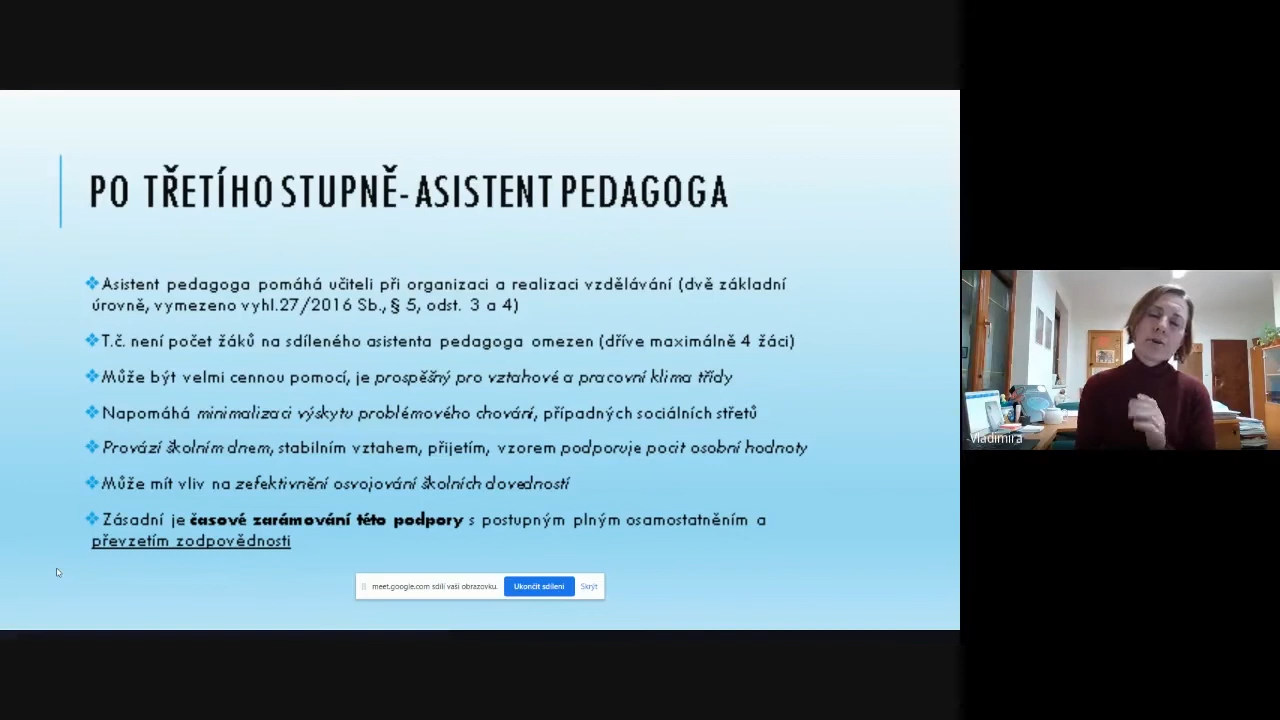 PO TŘETÍHO STUPNĚ- ASISTENT PEDAGOGA
Asistent pedagoga pomáhá učiteli při organizaci a realizaci vzdělávání (dvě základní
úrovně, vymezeno vyhl.27/2016 Sb., § 5, odst. 3 a 4)
T.č. není počet žáků na sdíleného asistenta pedagoga omezen (dříve maximálně 4 žáci)
Může být velmi cennou pomocí, je prospěšný pro vztahové a pracovní klima třídy
Napomáhá minimalizaci výskytu problémového chování, případných sociálních střetů
Provází školním dnem, stabilním vztahem, přijetím, vzorem podporuje pocit osobní hodnoty
Může mít vliv na zefektivnění osvojování školních dovedností
Zásadní je časové zarámování této podpory s postupným plným osamostatněním a
převzetím zodpovědnosti
meet.google.com sdílí vaši obrazovku.
Ukončit sdílení
Skrýt
Vladimíra